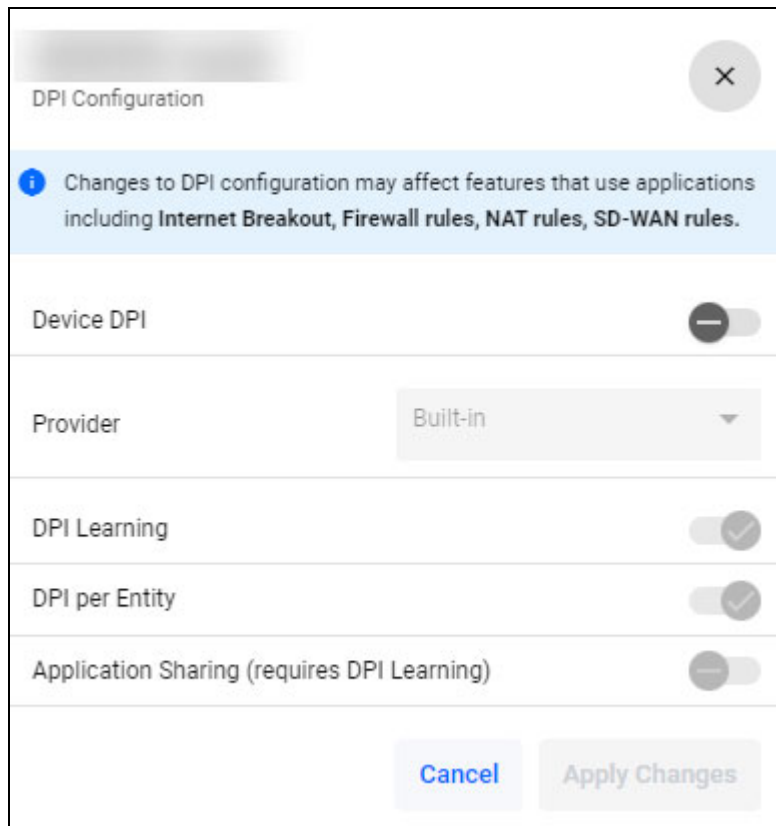 DPI Configuration
Changes to DPI configuration may affect features that use applications
including Internet Breakout, Firewall rules, NAT rules, SD-WAN rules.
Device DPI
Provider
Built-in
DPI Learning
DPI per Entity
Application Sharing (requires DPI Learning)
Cancel
Apply Changes